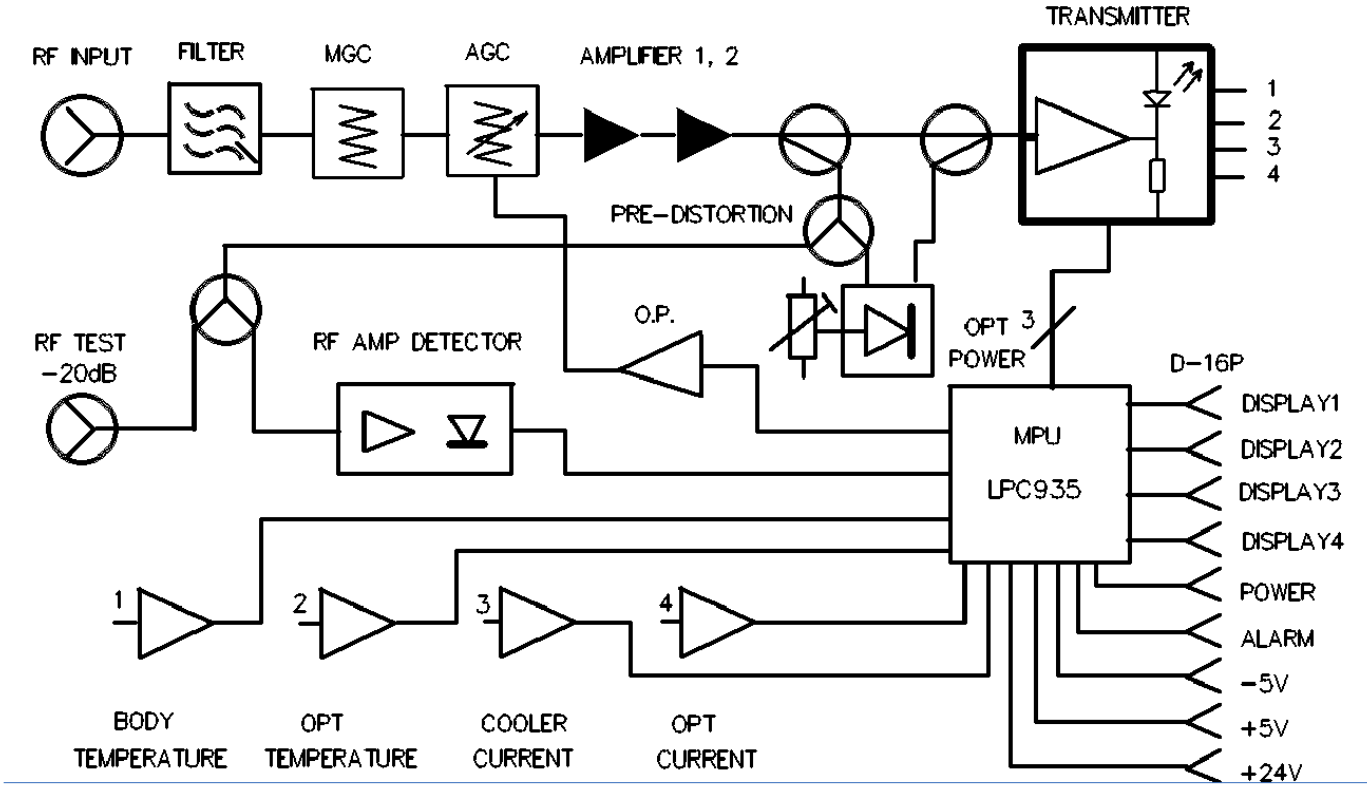 TRANSMITTER
RF INPUT
FILTER
MGC
AGC
AMPLIFIER 1, 2
1
2
3
4
PRE-DISTORTION
O.P.
OPT 3
POWER
RF TEST
-20dB
RF AMP DETECTOR
D-16P
MPU
LPC935
DISPLAY1
DISPLAY2
DISPLAY3
DISPLAY4
POWER
ALARM
-5V
+5V
+24V
1
2
3
4
BODY
TEMPERATURE
OPT
TEMPERATURE
COOLER
CURRENT
OPT
CURRENT